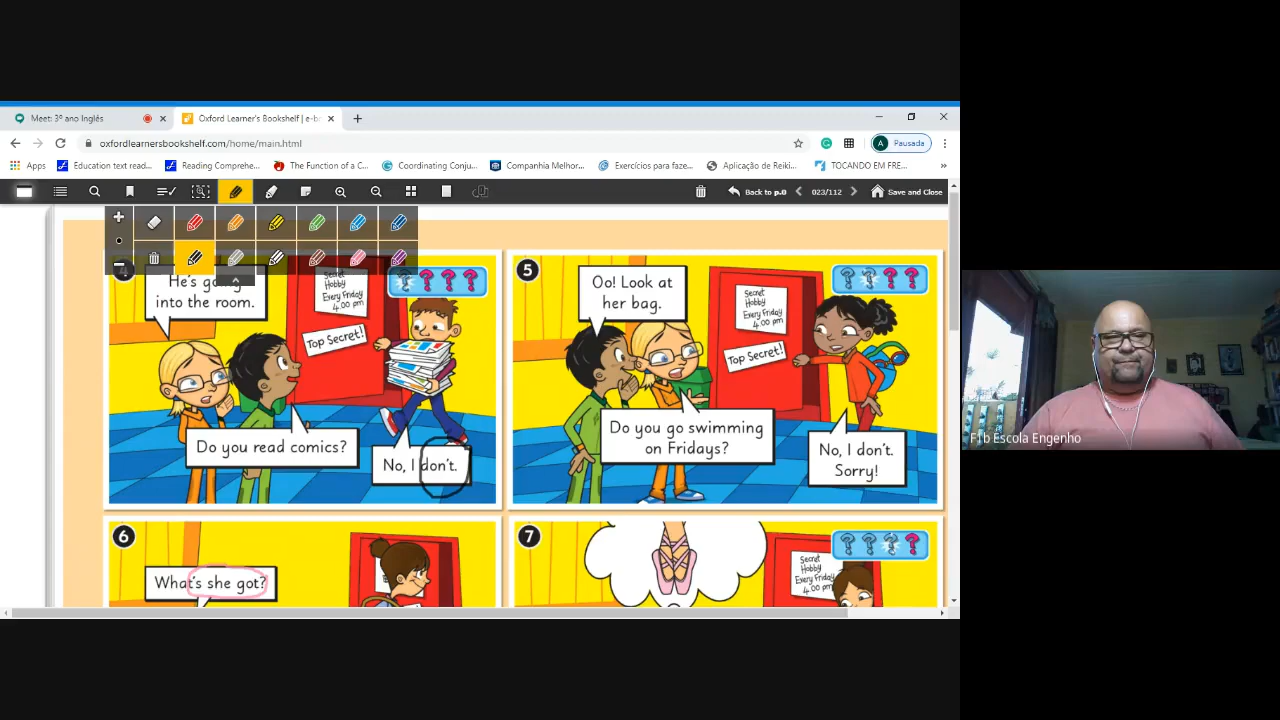 Meet: 3º ano Inglês
Oxford Learner's Bookshelf | e-b
oxfordlearnersbookshelf.com/home/main.html
A Pausada
Apps Education text read... Reading Comprehe... The Function of a C... Coordinating Conju... Companhia Melhor... Exercícios para faze... Aplicação de Reiki... TOCANDO EM FRE...
Back to p.0 023/112 Save and Close
4
into the room.
Secret
Hobby
Every Friday
4.00 pm
Top Secret!
Do you read comics?
No, I don't.
5
Oo! Look at
her bag.
Secret
Hobby
Every Friday
4.00 pm
Top Secret!
Do you go swimming
on Fridays?
No, I don't.
Sorry!
6
What's she got?
7
Secret
Hobby
Every Friday
4.00 pm
Escola Engenho